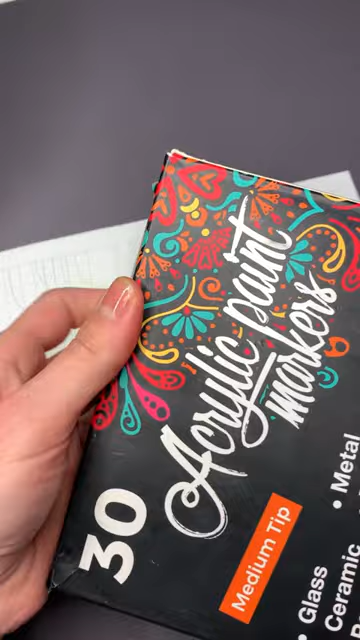 Acrylic paint
markers
30
Medium Tip
• Glass
• Metal
Ceramic